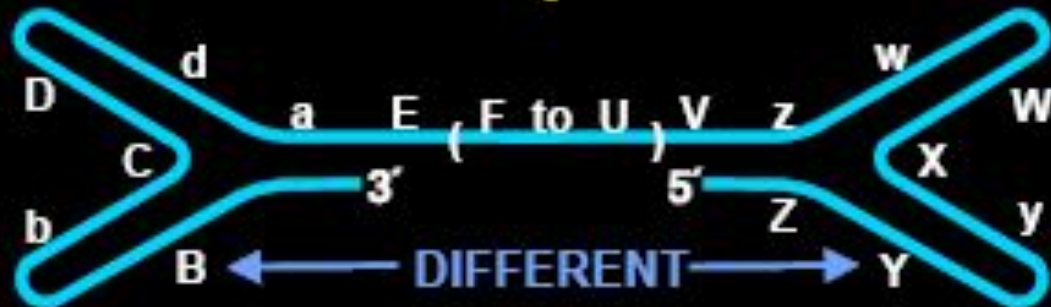 d w
D W
a E ( F to U ) V z
C X
3´ 5´
b Z y
B DIFFERENT Y